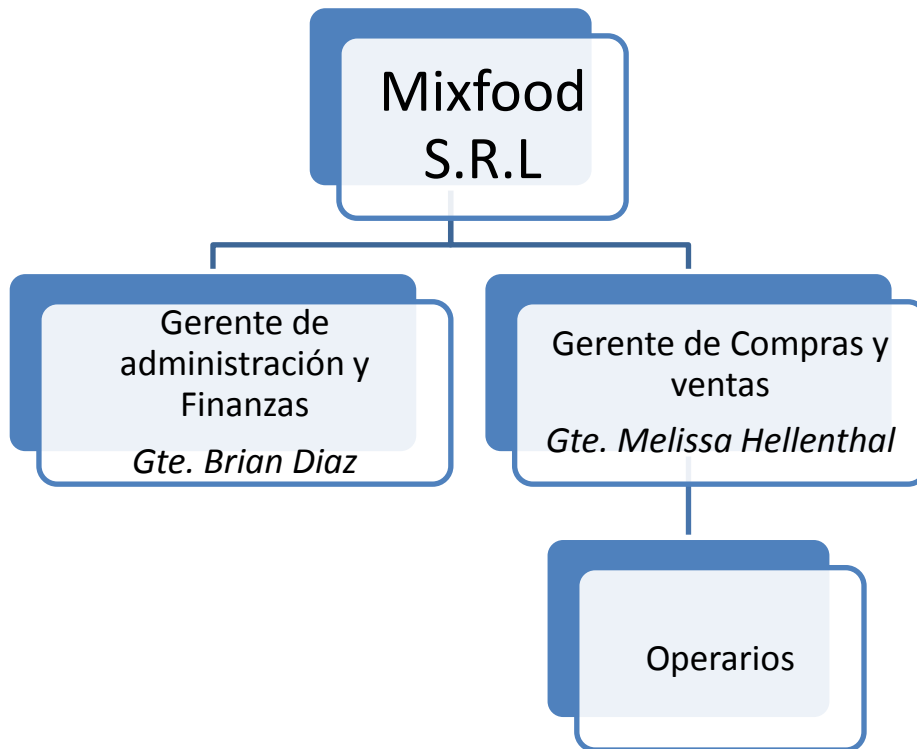 Mixfood
S.R.L
Gerente de
administración y
Finanzas
Gte. Brian Diaz
Gerente de Compras y
ventas
Gte. Melissa Hellenthal
Operarios